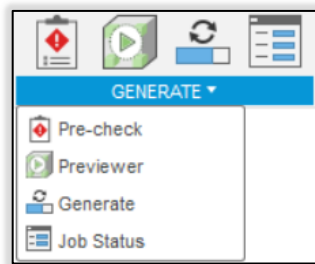 GENERATE ▾
Pre-check
Previewer
Generate
Job Status